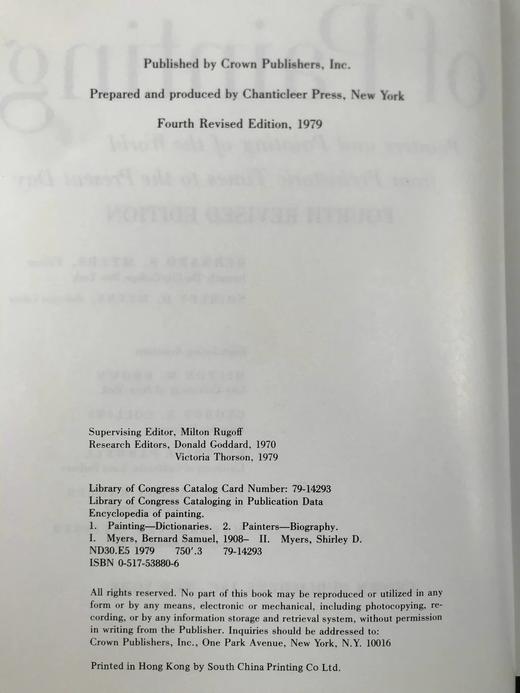 Published by Crown Publishers, Inc.
Prepared and produced by Chanticleer Press, New York
Fourth Revised Edition, 1979
Supervising Editor, Milton Rugoff
Research Editors, Donald Goddard, 1970
Victoria Thorson, 1979
Library of Congress Catalog Card Number: 79-14293
Library of Congress Cataloging in Publication Data
Encyclopedia of painting.
1. Painting—Dictionaries. 2. Painters—Biography.
I. Myers, Bernard Samuel, 1908– II. Myers, Shirley D.
ND30.E5 1979 750'.3 79-14293
ISBN 0-517-53880-6
All rights reserved. No part of this book may be reproduced or utilized in any
form or by any means, electronic or mechanical, including photocopying, re-
cording, or by any information storage and retrieval system, without permission
in writing from the Publisher. Inquiries should be addressed to:
Crown Publishers, Inc., One Park Avenue, New York, N.Y. 10016
Printed in Hong Kong by South China Printing Co Ltd.